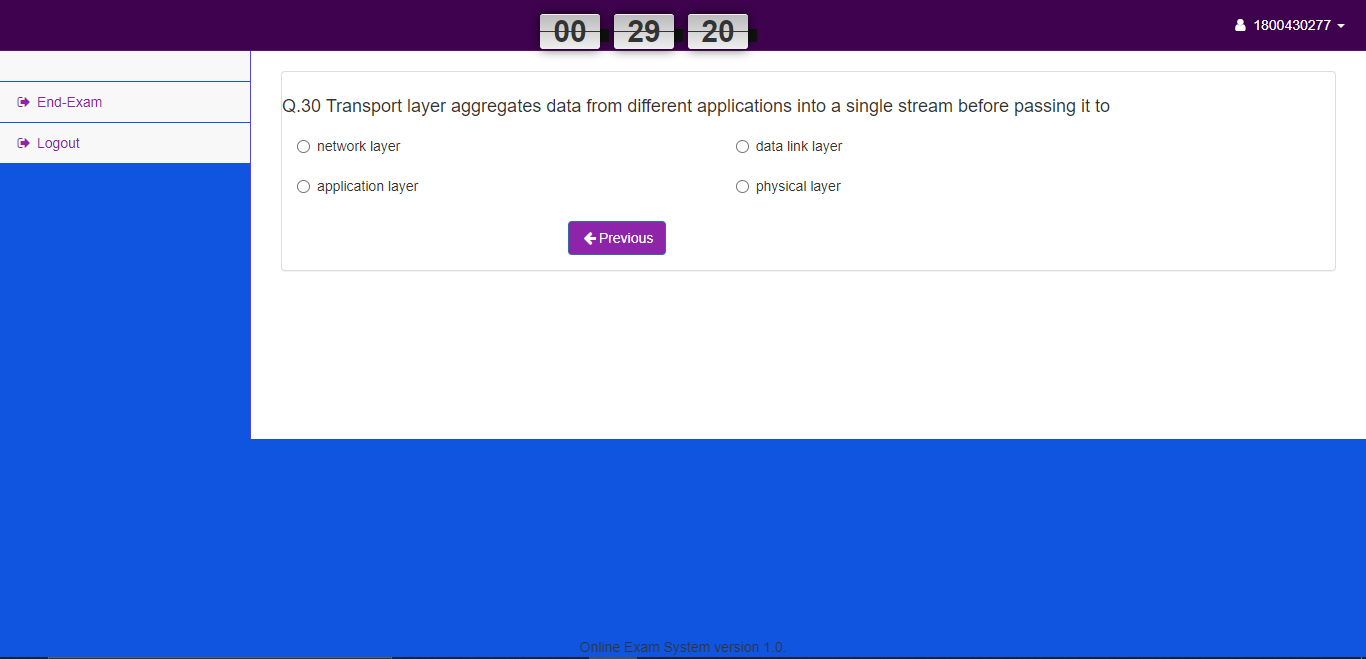 00 29 20
1800430277
End-Exam
Logout
Q.30 Transport layer aggregates data from different applications into a single stream before passing it to
network layer
data link layer
application layer
physical layer
Previous
Online Exam System version 1.0.